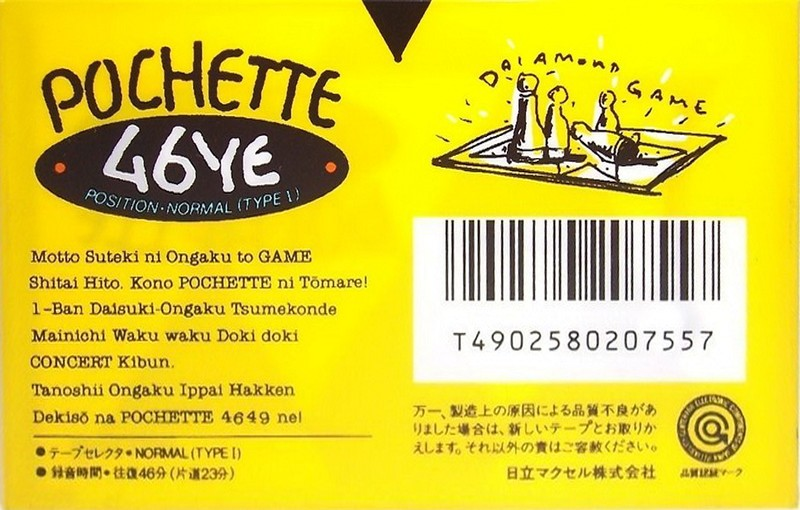 POCHETTE
46YE
POSITION・NORMAL (TYPE I)
DAIAMOND GAME
Motto Suteki ni Ongaku to GAME
Shitai Hito. Kono POCHETTE ni Tōmare!
1-Ban Daisuki-Ongaku Tsumekonde
Mainichi Waku waku Doki doki
CONCERT Kibun.
Tanoshii Ongaku Ippai Hakken
Dekisō na POCHETTE 4649 ne!
●テープセレクタ●NORMAL (TYPE I)
●録音時間●往復46分(片道23分)
T4902580207557
万一、製造上の原因による品質不良があ
りました場合は、新しいテープとお取りか
えします。それ以外の責はご容赦ください。
日立マクセル株式会社
品質認証マーク